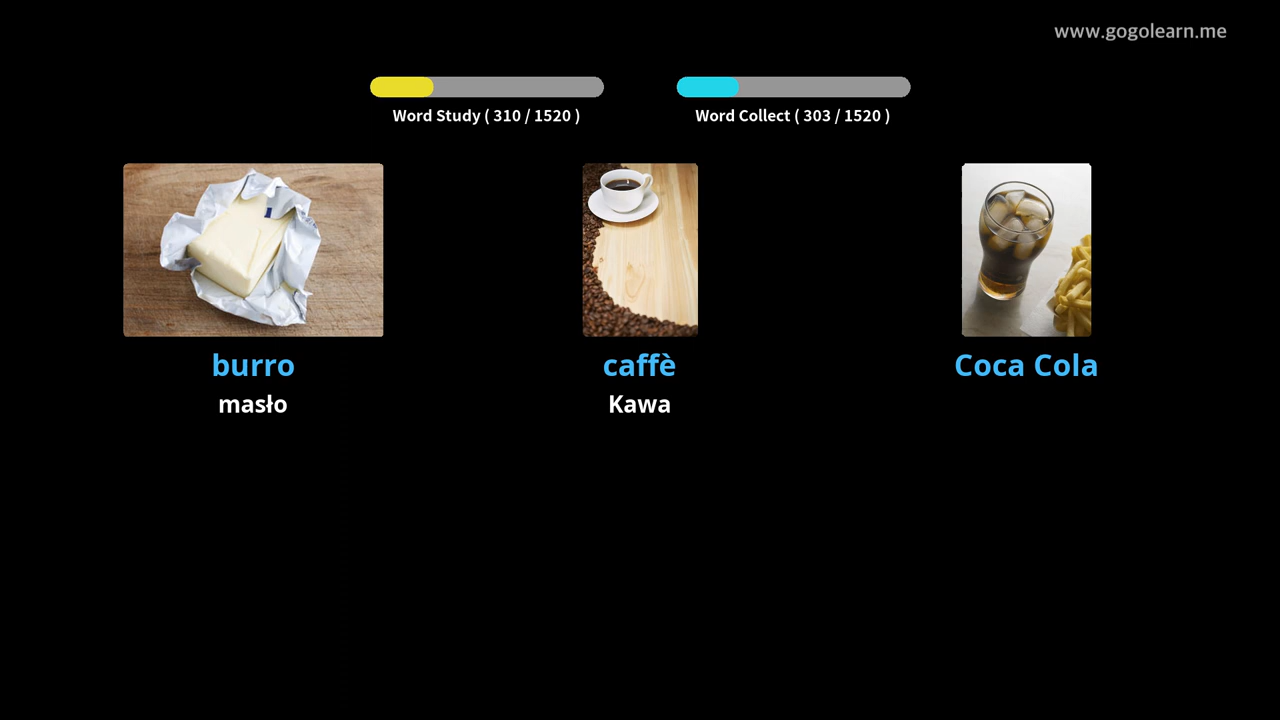 www.gogolearn.me
Word Study ( 310 / 1520 )
Word Collect ( 303 / 1520 )
burro
caffè
Coca Cola
masło
Kawa